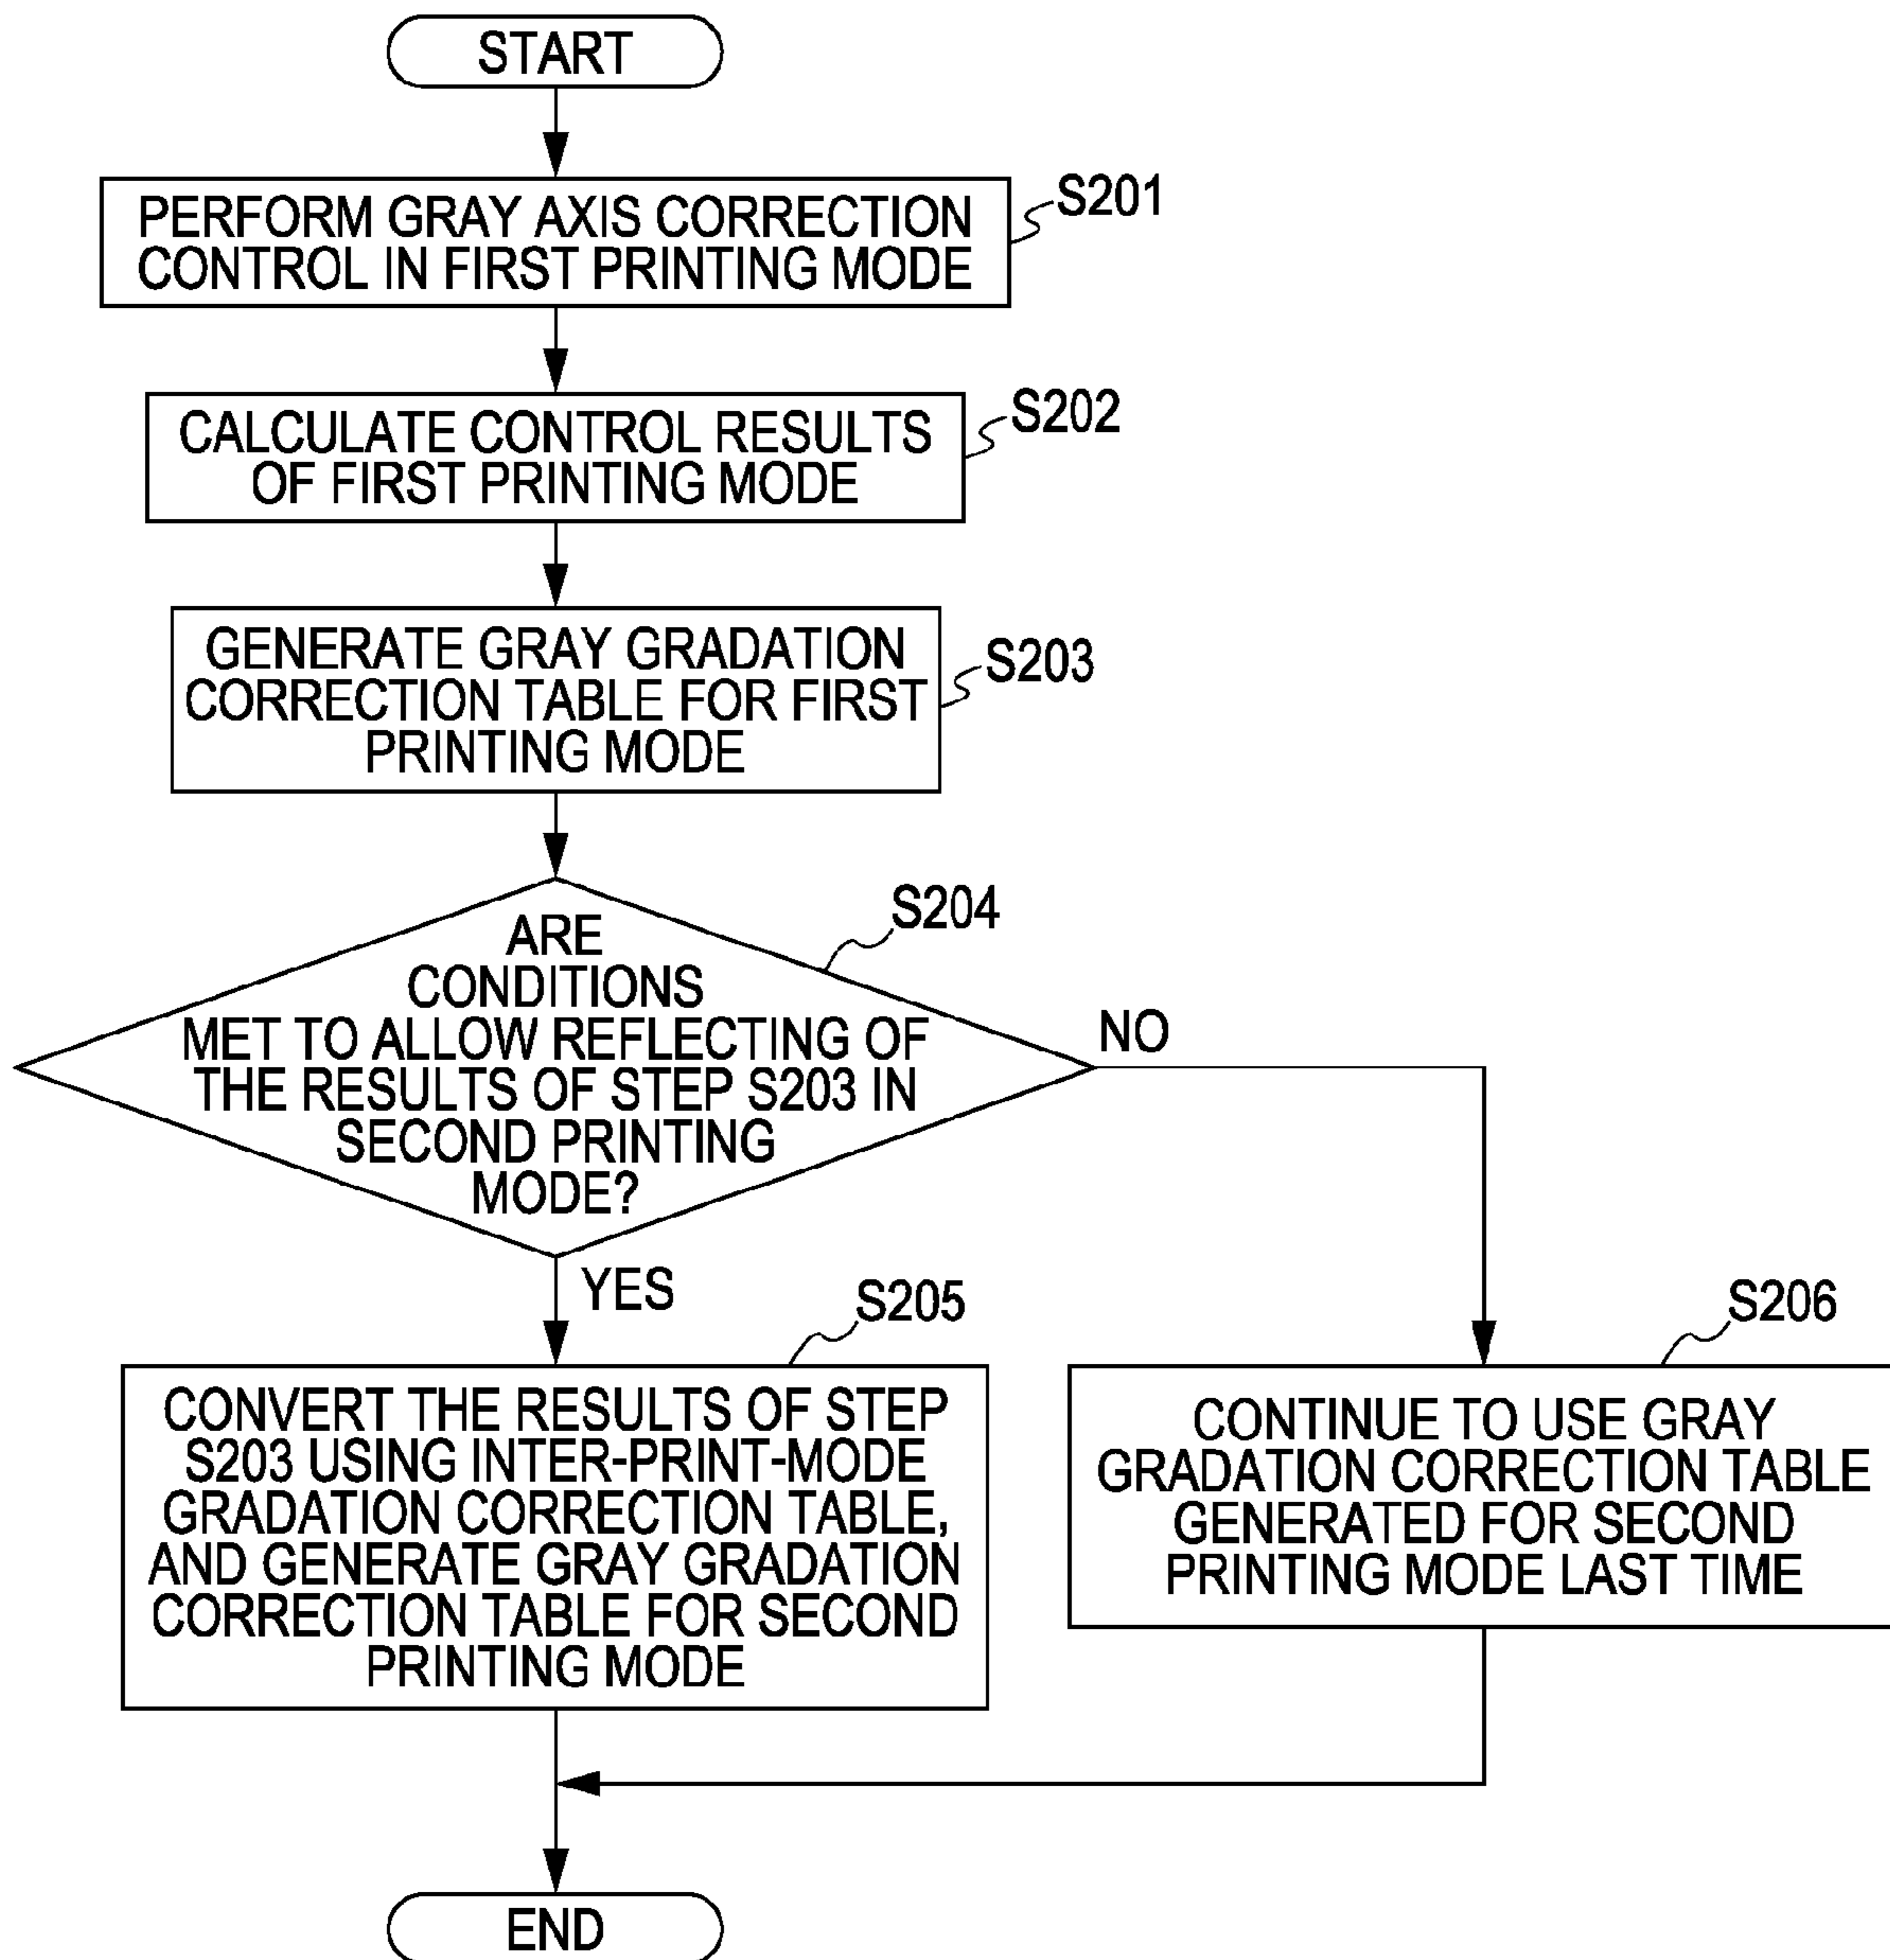 START
PERFORM GRAY AXIS CORRECTION
CONTROL IN FIRST PRINTING MODE
S201
CALCULATE CONTROL RESULTS
OF FIRST PRINTING MODE
S202
GENERATE GRAY GRADATION
CORRECTION TABLE FOR FIRST
PRINTING MODE
S203
ARE
CONDITIONS
MET TO ALLOW REFLECTING OF
THE RESULTS OF STEP S203 IN
SECOND PRINTING
MODE?
S204
NO
YES
S205
CONVERT THE RESULTS OF STEP
S203 USING INTER-PRINT-MODE
GRADATION CORRECTION TABLE,
AND GENERATE GRAY GRADATION
CORRECTION TABLE FOR SECOND
PRINTING MODE
S206
CONTINUE TO USE GRAY
GRADATION CORRECTION TABLE
GENERATED FOR SECOND
PRINTING MODE LAST TIME
END